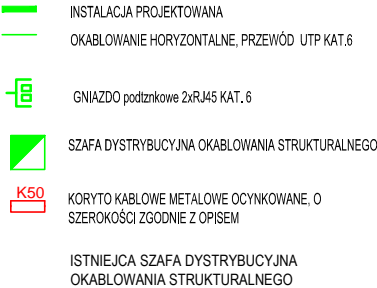 INSTALACJA PROJEKTOWANA
OKABLOWANIE HORYZONTALNE, PRZEWÓD UTP KAT.6
GNIAZDO podtznkowe 2xRJ45 KAT. 6
SZAFA DYSTRYBUCYJNA OKABLOWANIA STRUKTURALNEGO
K50
KORYTO KABLOWE METALOWE OCYNKOWANE, O
SZEROKOŚCI ZGODNIE Z OPISEM
ISTNIEJCA SZAFA DYSTRYBUCYJNA
OKABLOWANIA STRUKTURALNEGO